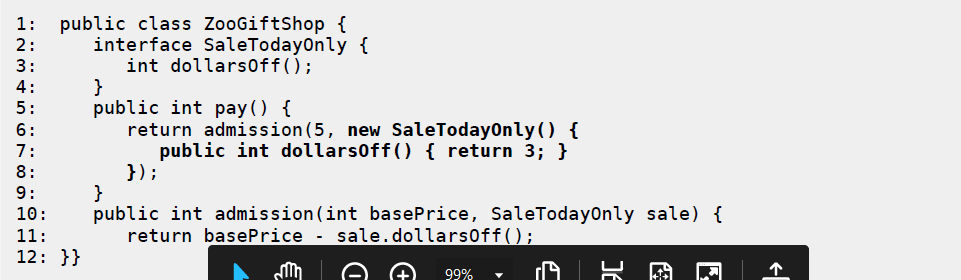 1:  public class ZooGiftShop {
2:     interface SaleTodayOnly {
3:        int dollarsOff();
4:     }
5:     public int pay() {
6:        return admission(5, new SaleTodayOnly() {
7:           public int dollarsOff() { return 3; }
8:        });
9:     }
10:    public int admission(int basePrice, SaleTodayOnly sale) {
11:       return basePrice - sale.dollarsOff();
12: }}
99%